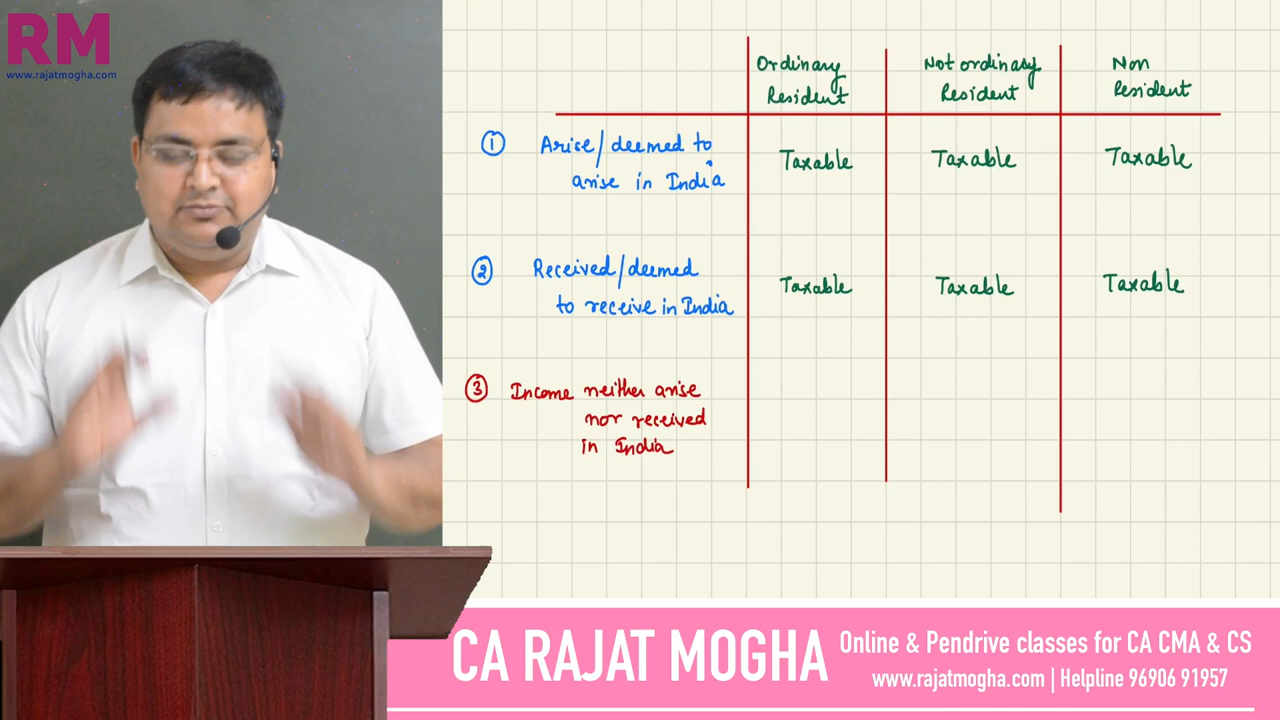 RM
www.rajatmogha.com
Ordinary
Resident
Not ordinary
Resident
Non
Resident
① Arise/deemed to
arise in India
Taxable
Taxable
Taxable
② Received/deemed
to receive in India
Taxable
Taxable
Taxable
③ Income neither arise
nor received
in India
CA RAJAT MOGHA
Online & Pendrive classes for CA CMA & CS
www.rajatmogha.com | Helpline 96906 91957